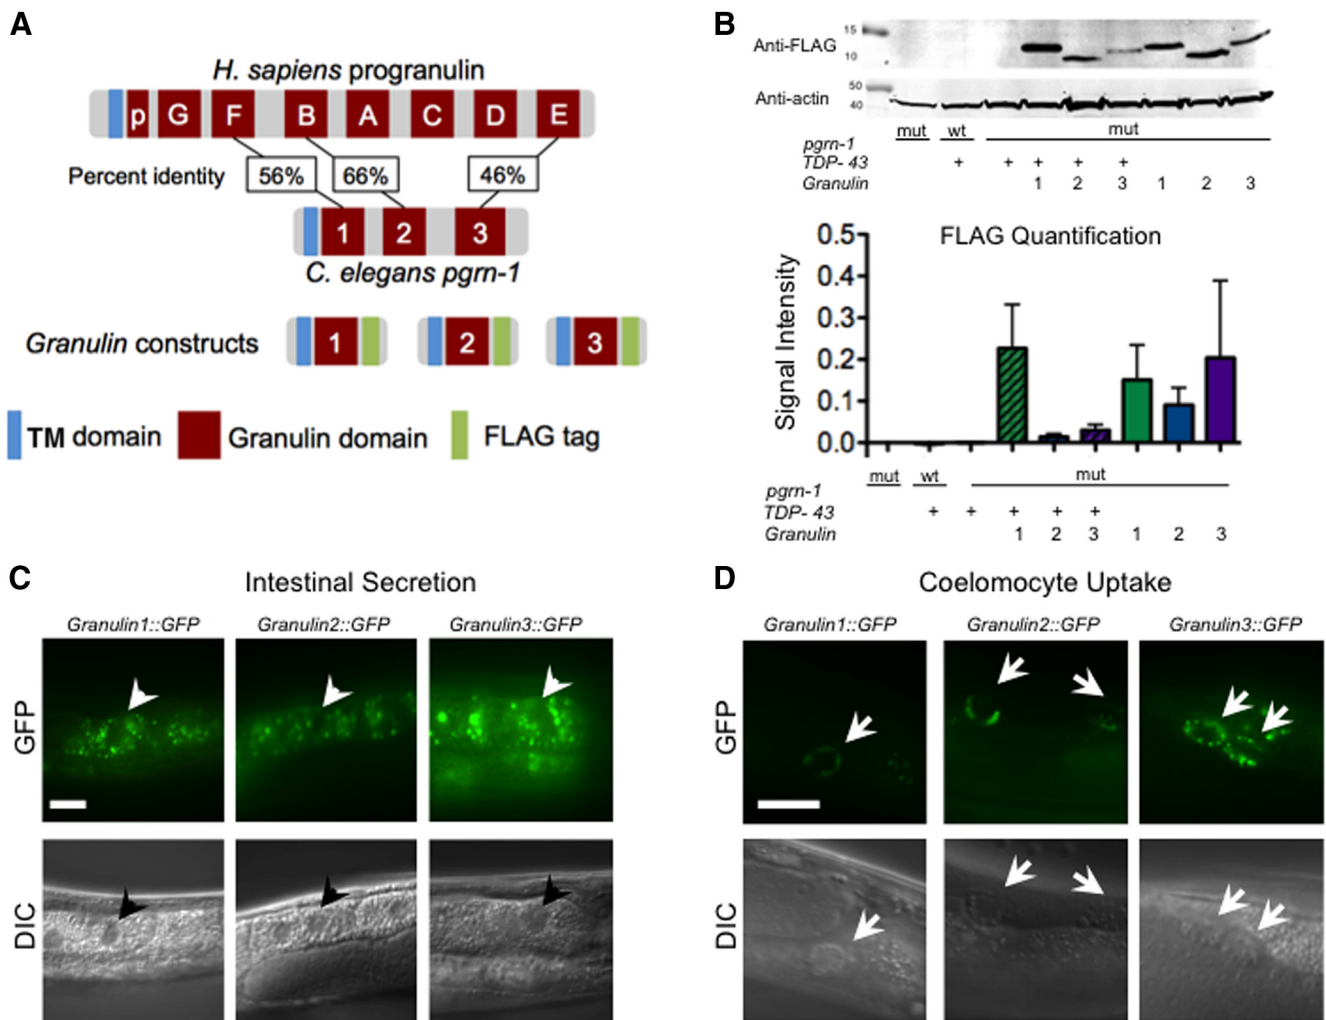 A
H. sapiens progranulin
p G F B A C D E
Percent identity 56% 66% 46%
1 2 3
C. elegans pgrn-1
Granulin constructs 1 2 3
TM domain Granulin domain FLAG tag
B
Anti-FLAG 15
10
Anti-actin 50
40
mut wt mut
pgrn-1
TDP- 43 + + + + +
Granulin 1 2 3 1 2 3
FLAG Quantification
Signal Intensity
0.5
0.4
0.3
0.2
0.1
0.0
mut wt mut
pgrn-1
TDP- 43 + + + + +
Granulin 1 2 3 1 2 3
C
Intestinal Secretion
Granulin1::GFP Granulin2::GFP Granulin3::GFP
GFP
DIC
D
Coelomocyte Uptake
Granulin1::GFP Granulin2::GFP Granulin3::GFP
GFP
DIC